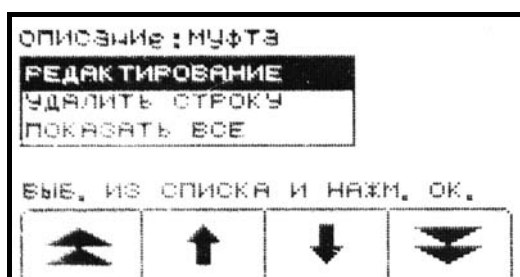 Описание:Муфта
РЕДАКТИРОВАНИЕ
УДАЛИТЬ СТРОКУ
ПОКАЗАТЬ ВСЕ
ВЫБ. ИЗ СПИСКА И НАЖМ. ОК.